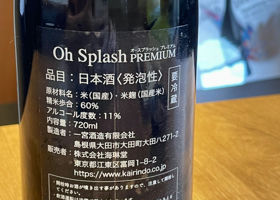 オースプラッシュ プレミアム
Oh Splash PREMIUM
品目：日本酒〈発泡性〉
要冷蔵
原材料名：米(国産)・米麹(国産米)
精米歩合：60%
アルコール度数：11%
内容量：720ml
製造者：一宮酒造有限会社
島根県大田市大田町大田ハ271-2
販売者：株式会社海琳堂
東京都江東区富岡1-8-2
https://www.kairindo.com